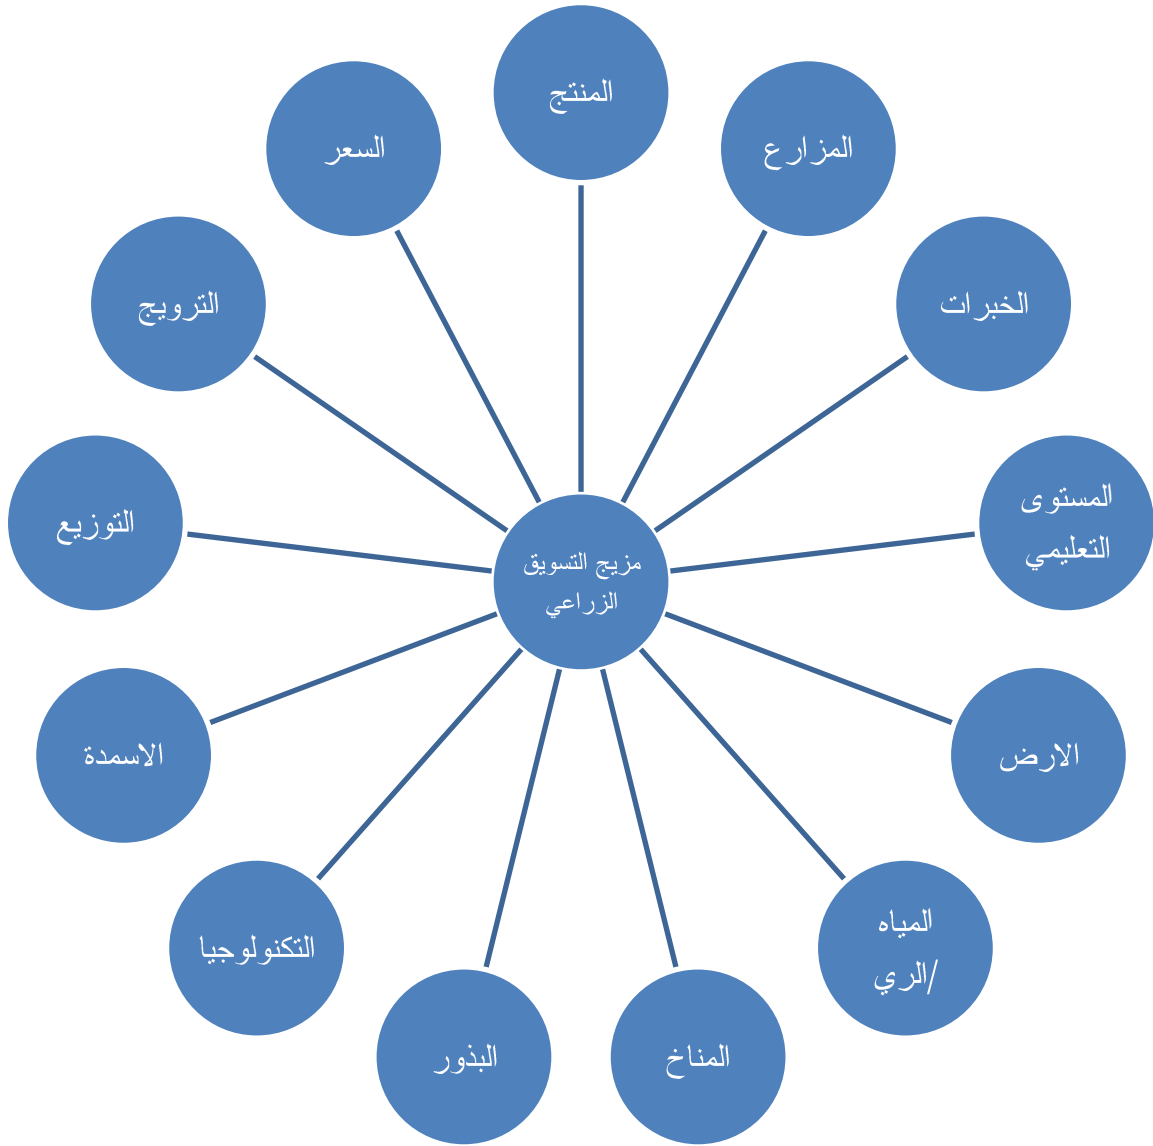 المنتج
المزارع
الخبرات
المستوى
التعليمي
الارض
المياه
/الري
المناخ
البذور
التكنولوجيا
الاسمدة
التوزيع
الترويج
السعر
مزيج التسويق
الزراعي